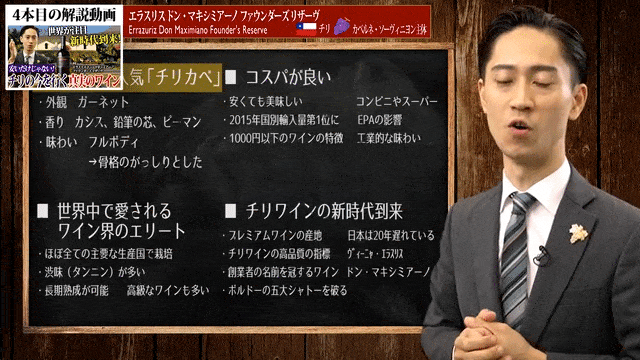 4本目の解説動画
世界が注目
新時代到来!
安いだけじゃない!
チリの今を行く真実のワイン
エラスリス ドン・マキシミアーノ ファウンダーズ リザーヴ
Errazuriz Don Maximiano Founder's Reserve
チリ
カベルネ・ソーヴィニヨン主体
気「チリカベ」
・外観 ガーネット
・香り カシス、鉛筆の芯、ピーマン
・味わい フルボディ
→骨格のがっしりとした
■ コスパが良い
・安くても美味しい コンビニやスーパー
・2015年国別輸入量第1位に EPAの影響
・1000円以下のワインの特徴 工業的な味わい
■ 世界中で愛される
ワイン界のエリート
・ほぼ全ての主要な生産国で栽培
・渋味(タンニン)が多い
・長期熟成が可能 高級なワインも多い
■ チリワインの新時代到来
・プレミアムワインの産地 日本は20年遅れている
・チリワインの高品質の指標 ヴィーニャ・エラスリス
・創業者の名前を冠するワイン ドン・マキシミアーノ
・ボルドーの五大シャトーを破る